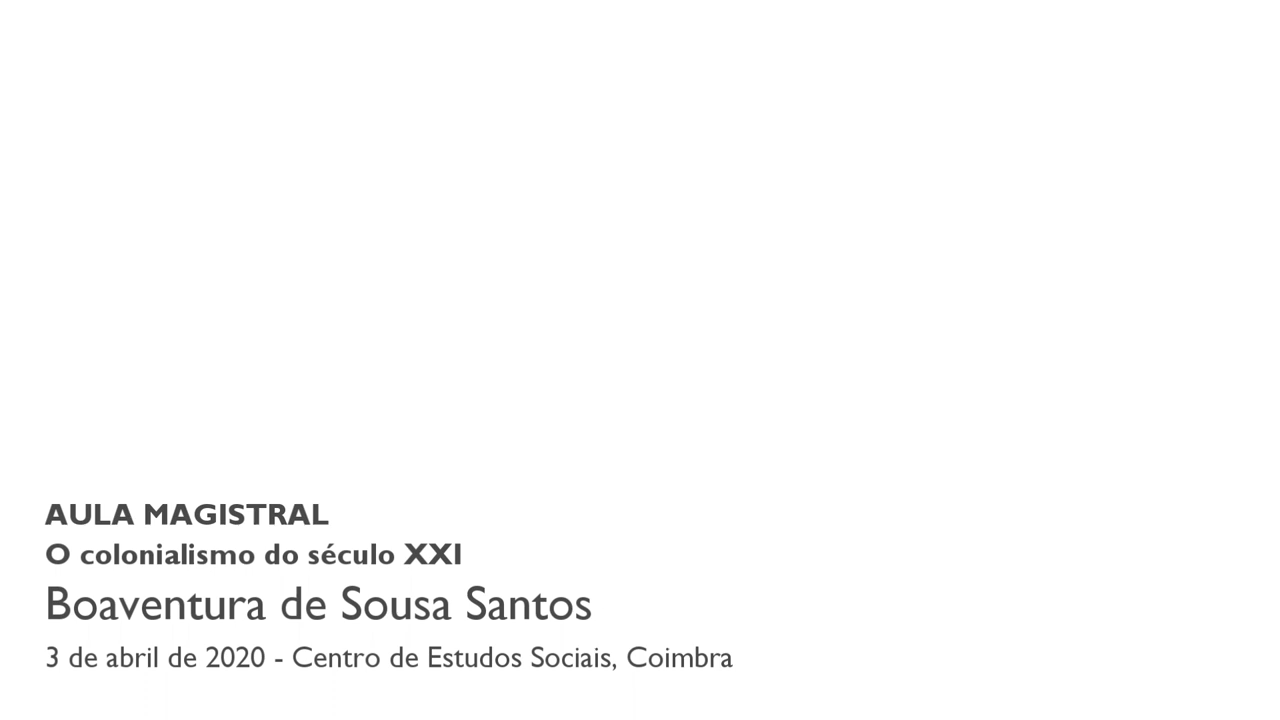 AULA MAGISTRAL
O colonialismo do século XXI
Boaventura de Sousa Santos
3 de abril de 2020 - Centro de Estudos Sociais, Coimbra